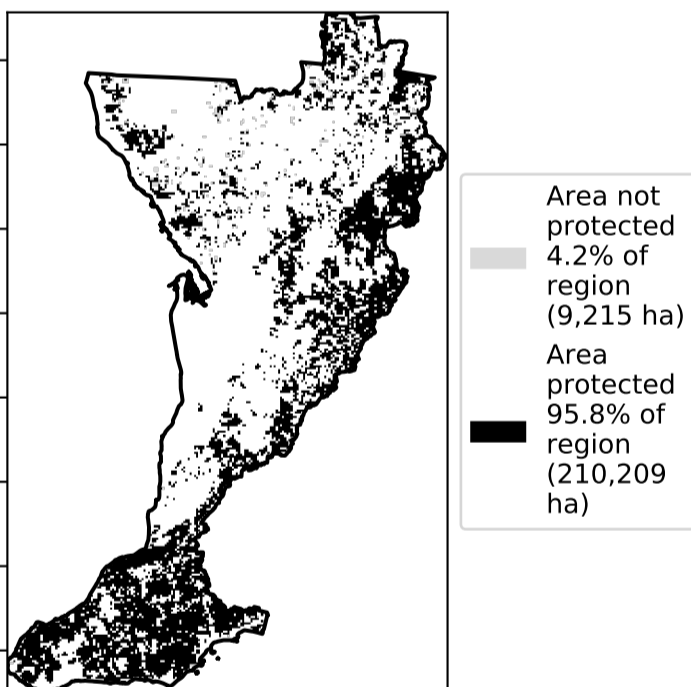 Area not
protected
4.2% of
region
(9,215 ha)
Area
protected
95.8% of
region
(210,209
ha)